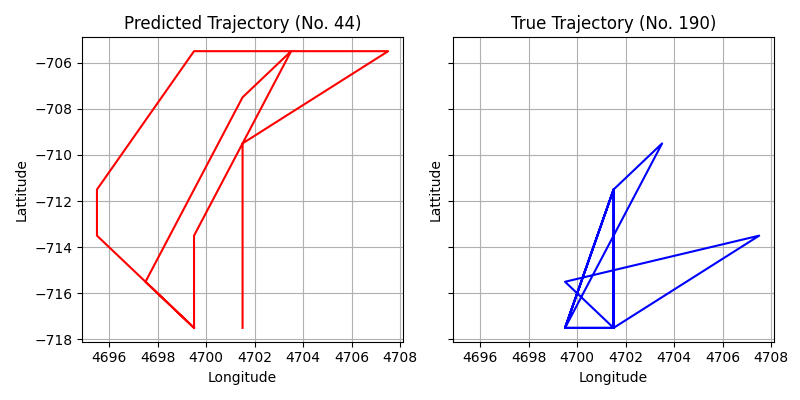 Predicted Trajectory (No. 44)
True Trajectory (No. 190)
Lattitude
−706
−708
−710
−712
−714
−716
−718
4696 4698 4700 4702 4704 4706 4708
Longitude
Lattitude
4696 4698 4700 4702 4704 4706 4708
Longitude